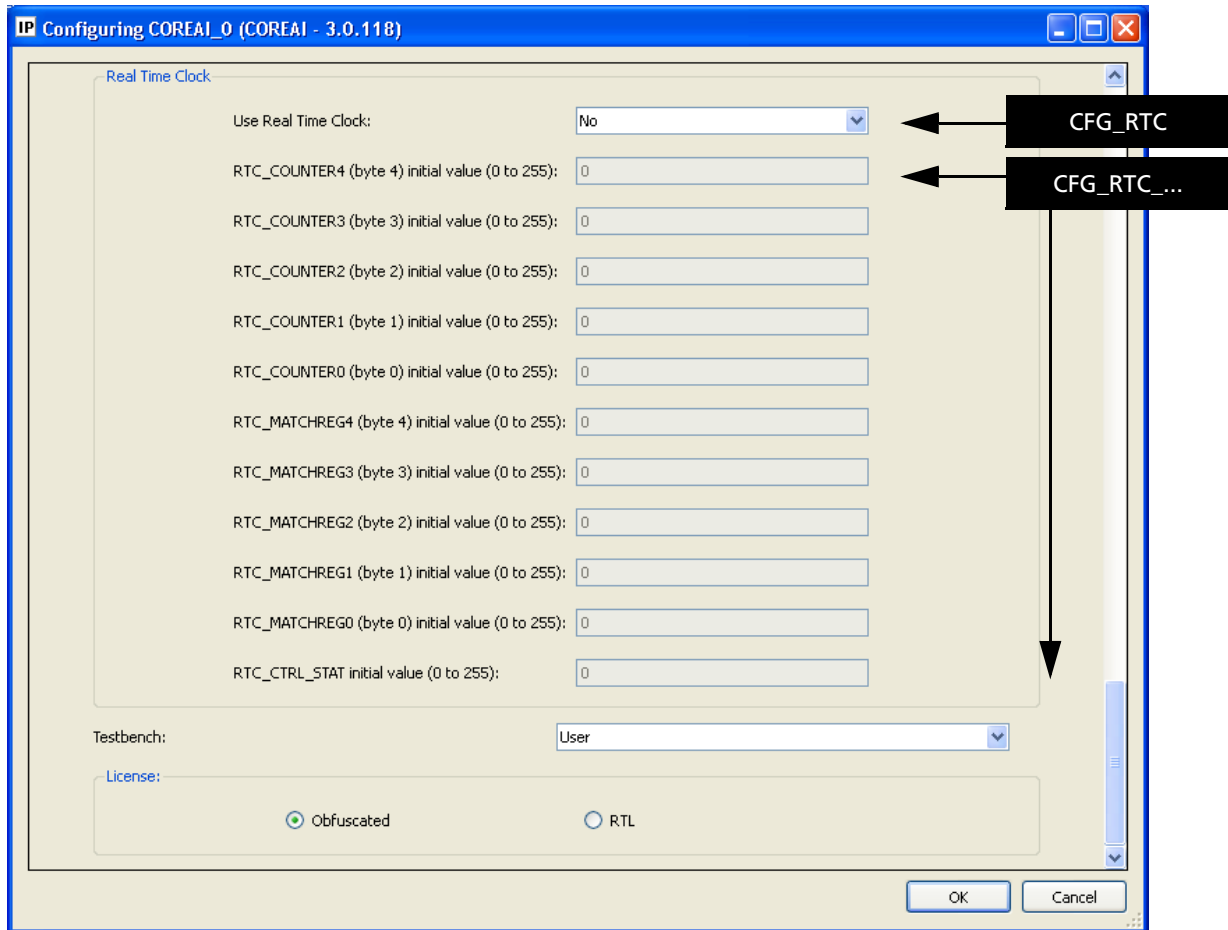 IP Configuring COREAI_0 (COREAI - 3.0.118)
Real Time Clock
Use Real Time Clock: No
CFG_RTC
RTC_COUNTER4 (byte 4) initial value (0 to 255): 0
CFG_RTC_...
RTC_COUNTER3 (byte 3) initial value (0 to 255): 0
RTC_COUNTER2 (byte 2) initial value (0 to 255): 0
RTC_COUNTER1 (byte 1) initial value (0 to 255): 0
RTC_COUNTER0 (byte 0) initial value (0 to 255): 0
RTC_MATCHREG4 (byte 4) initial value (0 to 255): 0
RTC_MATCHREG3 (byte 3) initial value (0 to 255): 0
RTC_MATCHREG2 (byte 2) initial value (0 to 255): 0
RTC_MATCHREG1 (byte 1) initial value (0 to 255): 0
RTC_MATCHREG0 (byte 0) initial value (0 to 255): 0
RTC_CTRL_STAT initial value (0 to 255): 0
Testbench: User
License:
Obfuscated RTL
OK Cancel